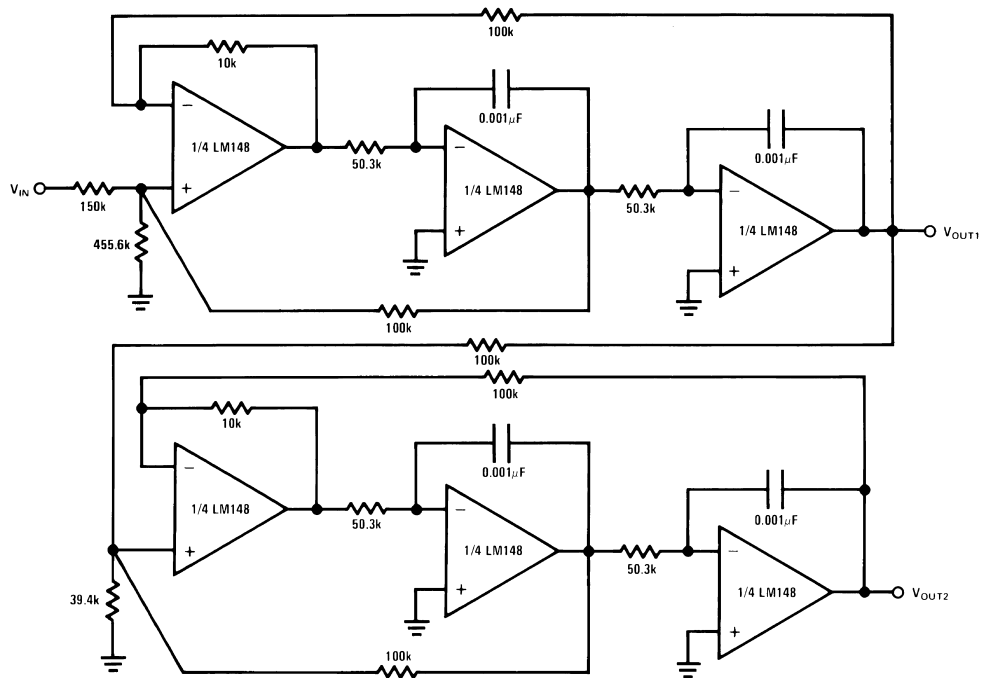 100k
10k
−
1/4 LM148
+
0.001μF
50.3k
−
1/4 LM148
+
0.001μF
50.3k
−
1/4 LM148
+
VIN
150k
455.6k
VOUT1
100k
100k
100k
10k
−
1/4 LM148
+
0.001μF
50.3k
−
1/4 LM148
+
0.001μF
50.3k
−
1/4 LM148
+
39.4k
VOUT2
100k